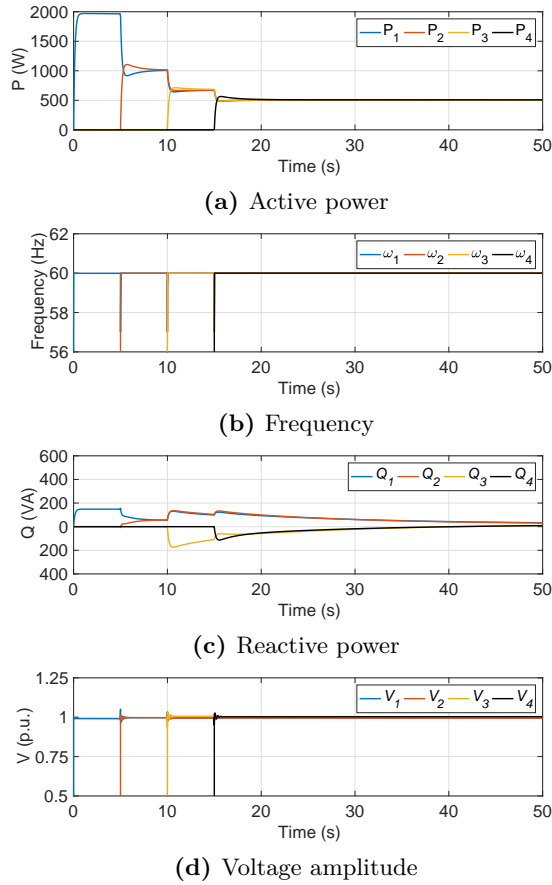 2000
1500
1000
500
0
P (W)
P1 P2 P3 P4
0 10 20 30 40 50
Time (s)
(a) Active power
62
60
58
56
Frequency (Hz)
ω1 ω2 ω3 ω4
0 10 20 30 40 50
Time (s)
(b) Frequency
600
400
200
0
200
400
Q (VA)
Q1 Q2 Q3 Q4
0 10 20 30 40 50
Time (s)
(c) Reactive power
1.25
1
0.75
0.5
V (p.u.)
V1 V2 V3 V4
0 10 20 30 40 50
Time (s)
(d) Voltage amplitude